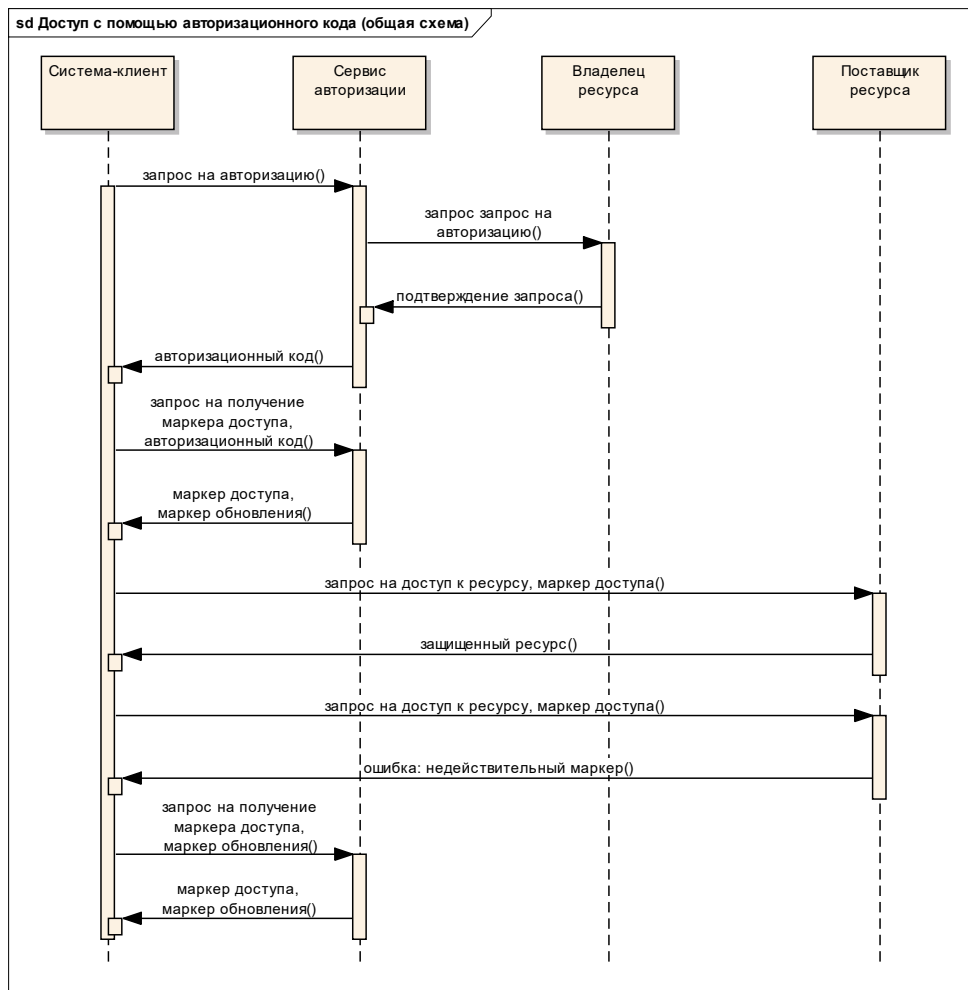 sd Доступ с помощью авторизационного кода (общая схема)
Система-клиент
Сервис
авторизации
Владелец
ресурса
Поставщик
ресурса
запрос на авторизацию()
запрос запрос на
авторизацию()
подтверждение запроса()
авторизационный код()
запрос на получение
маркера доступа,
авторизационный код()
маркер доступа,
маркер обновления()
запрос на доступ к ресурсу, маркер доступа()
защищенный ресурс()
запрос на доступ к ресурсу, маркер доступа()
ошибка: недействительный маркер()
запрос на получение
маркера доступа,
маркер обновления()
маркер доступа,
маркер обновления()